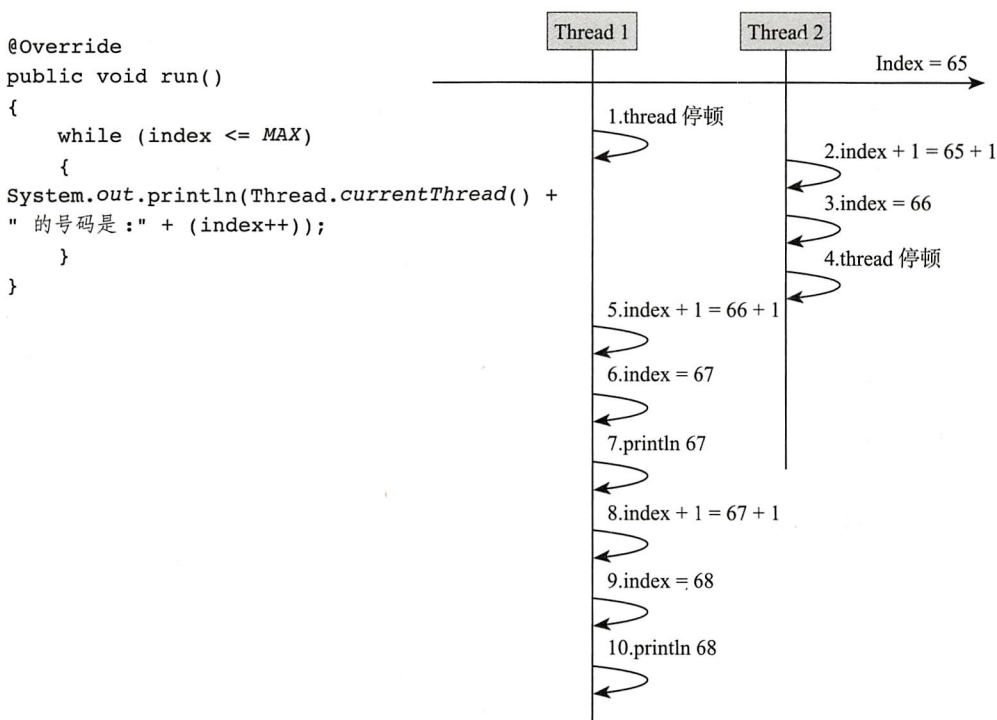 @Override
public void run()
{
while (index <= MAX)
{
System.out.println(Thread.currentThread() +
" 的号码是:" + (index++));
}
}
Thread 1
Thread 2
Index = 65
1.thread 停顿
2.index + 1 = 65 + 1
3.index = 66
4.thread 停顿
5.index + 1 = 66 + 1
6.index = 67
7.println 67
8.index + 1 = 67 + 1
9.index = 68
10.println 68